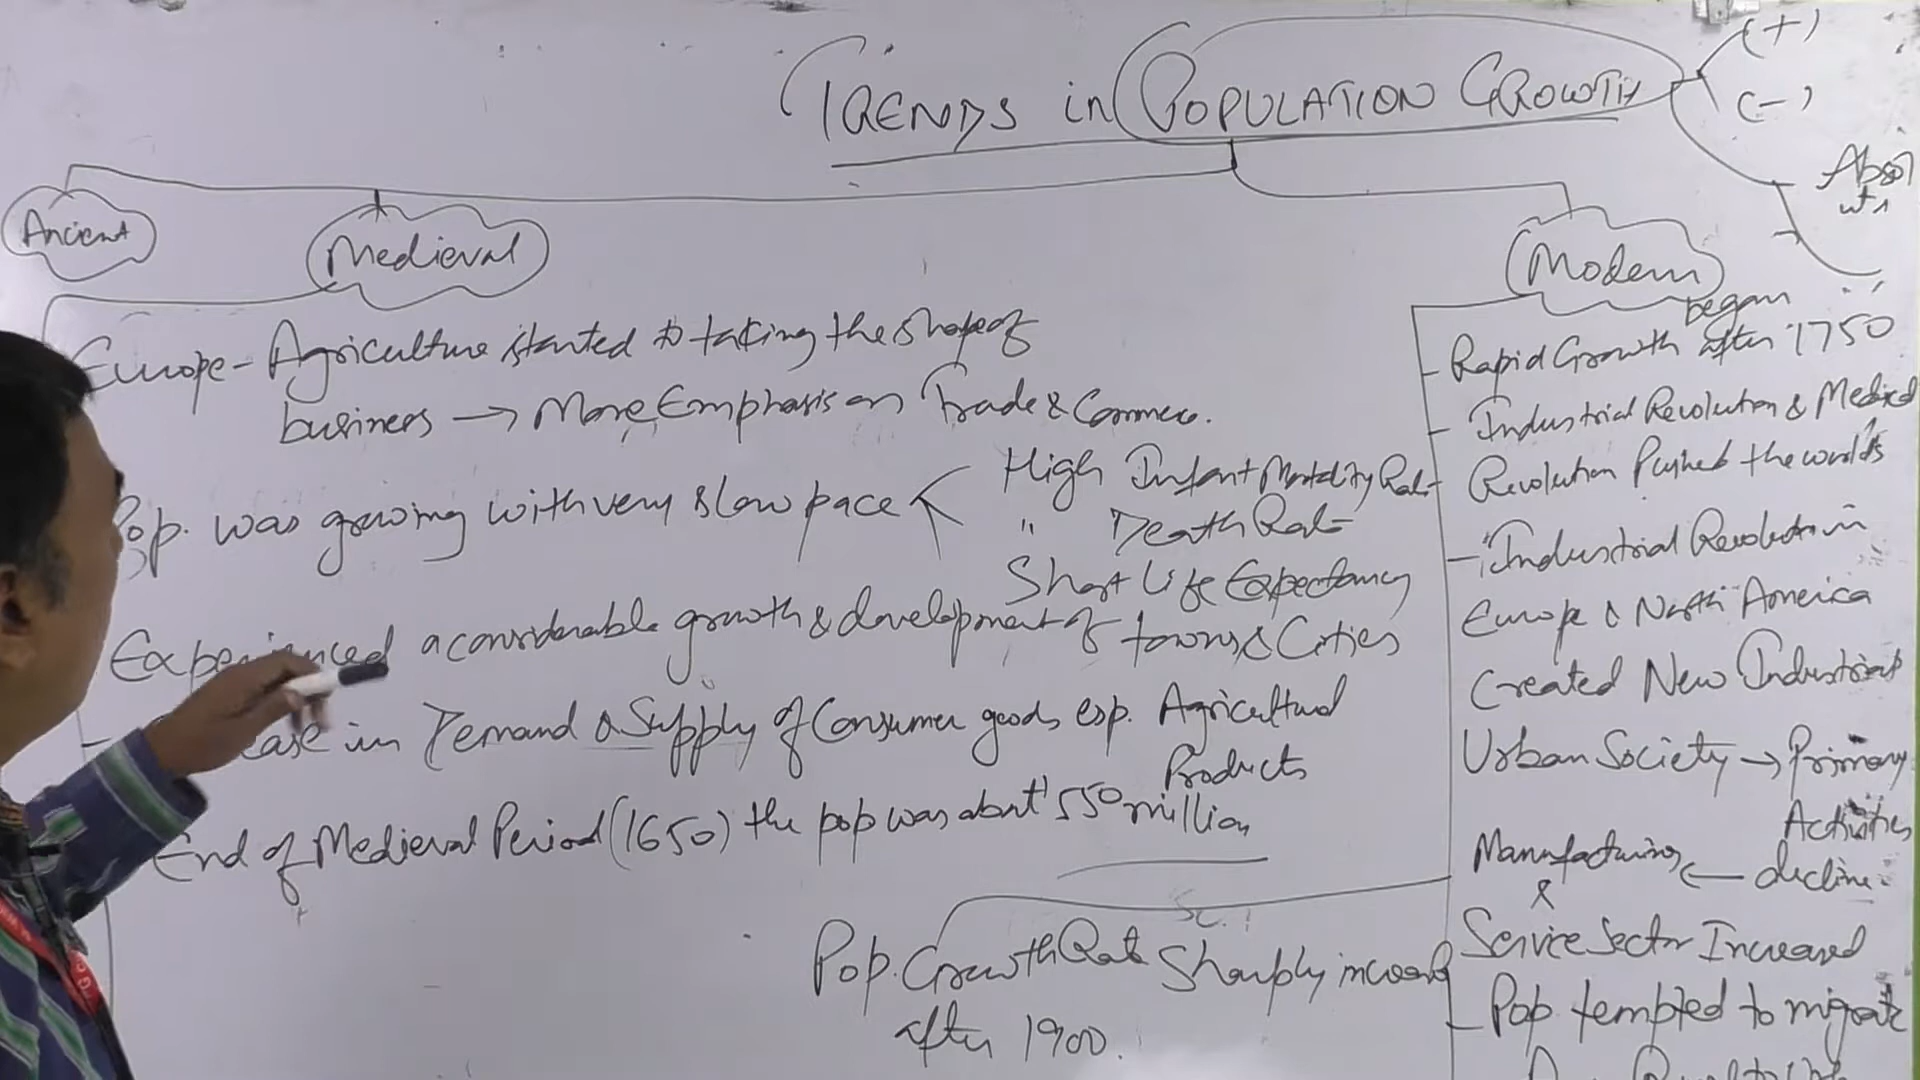 TRENDS in POPULATION GROWTH
(+)
(-)
Ancient
Medieval
Modern
Europe - Agriculture started to taking the shape of
business → More Emphasis on Trade & Commerce.
Pop. was growing with very slow pace
High Infant Mortality Rate
" Death Rate
Short Life Expectancy
Experienced a considerable growth & development of towns & Cities
ease in Demand & Supply of Consumer goods esp. Agricultural
Products
End of Medieval Period (1650) the pop was about 550 million
began
- Rapid Growth after 1750
- Industrial Revolution & Medical
Revolution Pushed the world's
- Industrial Revolution in
Europe & North America
Created New Industrial
Urban Society → Primary
Activities
Manufacturing ← decline.
&
Service Sector Increased
- Pop tempted to migrate
Pop. Growth Rate Sharply increased
after 1900.